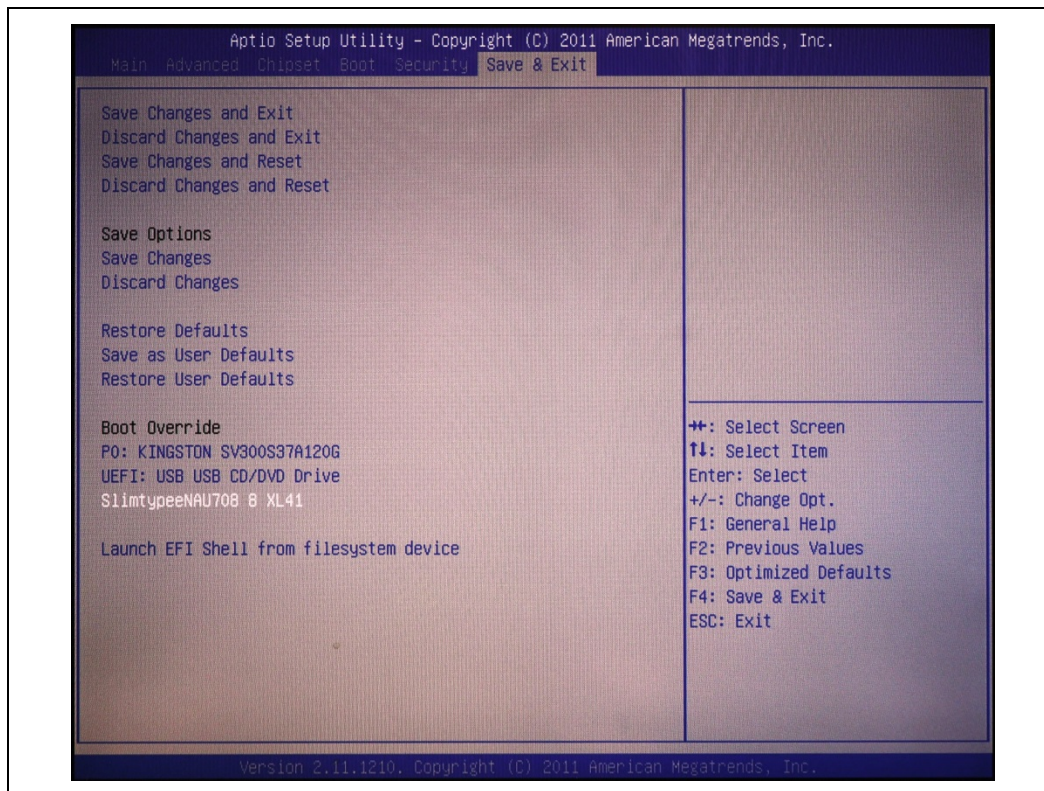 Aptio Setup Utility – Copyright (C) 2011 American Megatrends, Inc.
Main Advanced Chipset Boot Security Save & Exit
Save Changes and Exit
Discard Changes and Exit
Save Changes and Reset
Discard Changes and Reset
Save Options
Save Changes
Discard Changes
Restore Defaults
Save as User Defaults
Restore User Defaults
Boot Override
P0: KINGSTON SV300S37A120G
UEFI: USB USB CD/DVD Drive
SlimtypeeNAU708 8 XL41
Launch EFI Shell from filesystem device
→←: Select Screen
↑↓: Select Item
Enter: Select
+/-: Change Opt.
F1: General Help
F2: Previous Values
F3: Optimized Defaults
F4: Save & Exit
ESC: Exit
Version 2.11.1210. Copyright (C) 2011 American Megatrends, Inc.